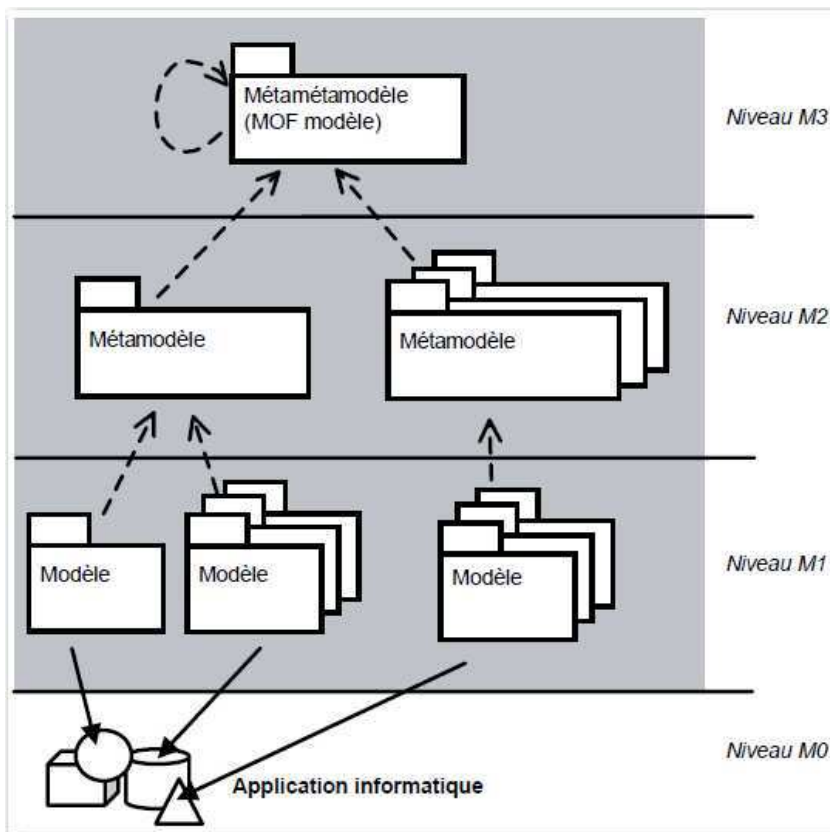 Métamétamodèle
(MOF modèle)
Niveau M3
Métamodèle
Métamodèle
Niveau M2
Modèle
Modèle
Modèle
Niveau M1
Niveau M0
Application informatique